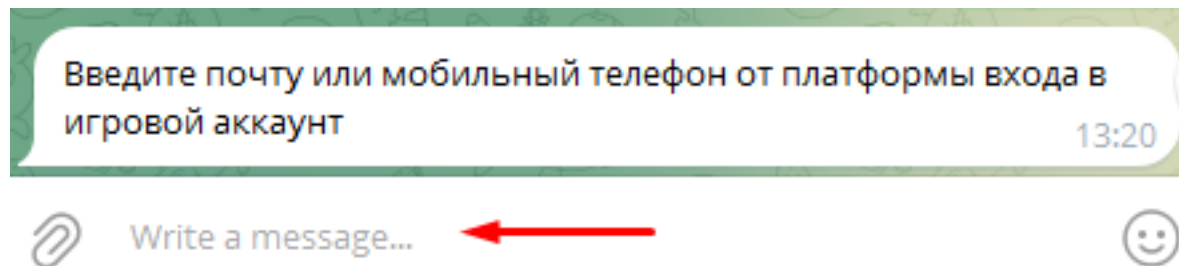 Введите почту или мобильный телефон от платформы входа в
игровой аккаунт
13:20
Write a message...